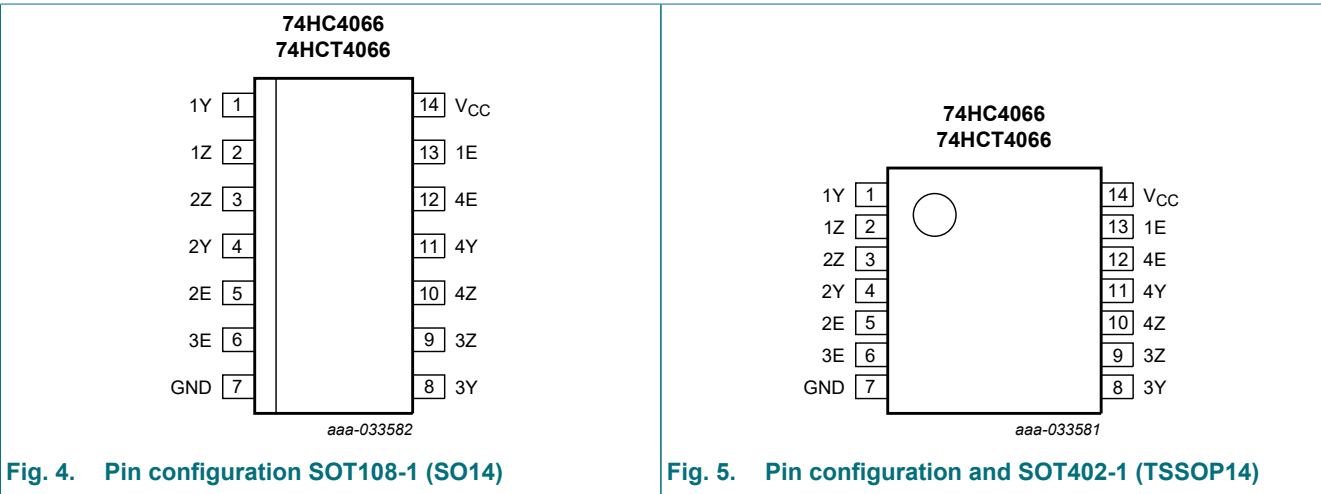 74HC4066
74HCT4066
1Y 1 14 VCC
1Z 2 13 1E
2Z 3 12 4E
2Y 4 11 4Y
2E 5 10 4Z
3E 6 9 3Z
GND 7 8 3Y
aaa-033582
Fig. 4. Pin configuration SOT108-1 (SO14)
74HC4066
74HCT4066
1Y 1 14 VCC
1Z 2 13 1E
2Z 3 12 4E
2Y 4 11 4Y
2E 5 10 4Z
3E 6 9 3Z
GND 7 8 3Y
aaa-033581
Fig. 5. Pin configuration and SOT402-1 (TSSOP14)